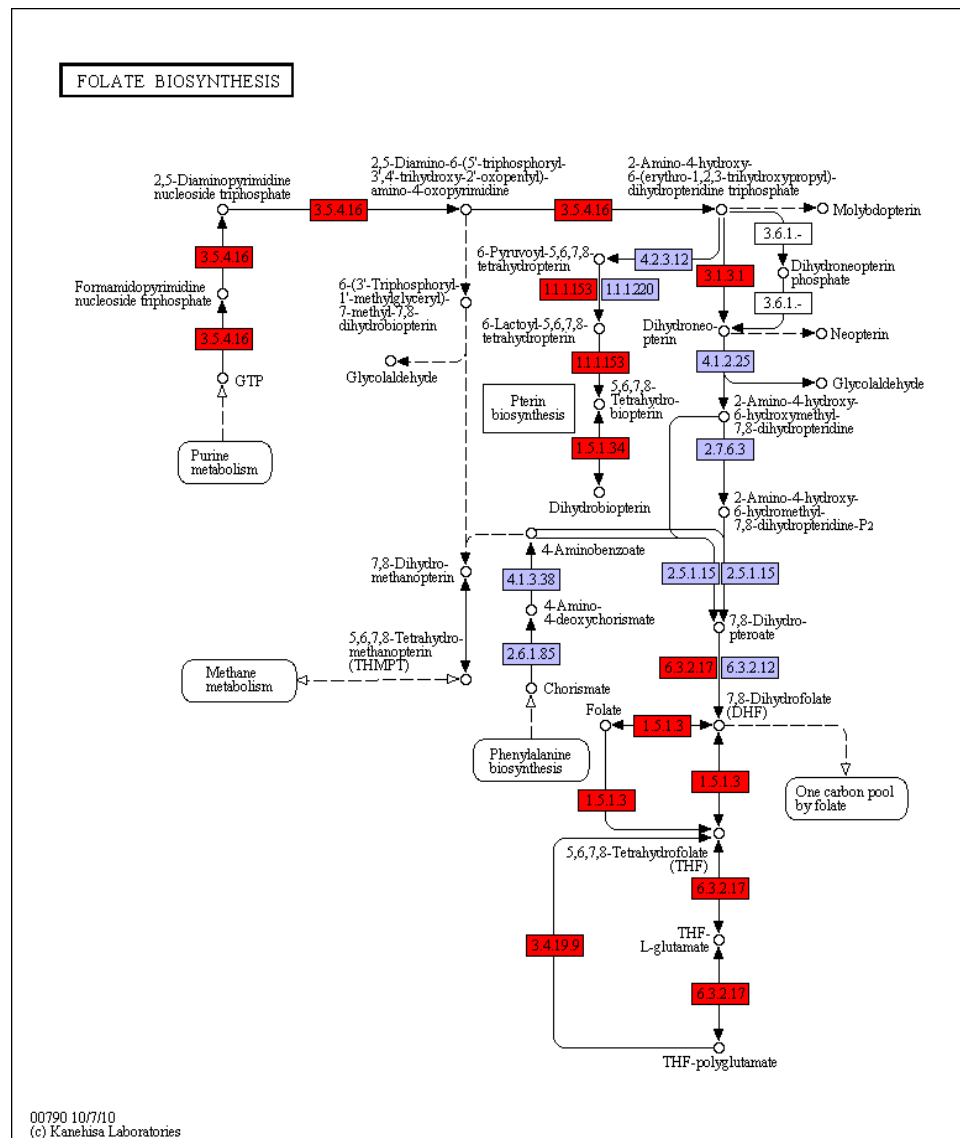 FOLATE BIOSYNTHESIS
2,5-Diamino-6-(5'-triphosphoryl-
3',4'-trihydroxy-2'-oxopentyl)-
amino-4-oxopyrimidine
2-Amino-4-hydroxy-
6-(erythro-1,2,3-trihydroxypropyl)-
dihydropteridine triphosphate
2,5-Diaminopyrimidine
nucleoside triphosphate
3.5.4.16
3.5.4.16
Molybdopterin
3.6.1.-
3.5.4.16
6-Pyruvoyl-5,6,7,8-
tetrahydropterin
4.2.3.12
3.1.3.1
Dihydroneopterin
phosphate
Formamidopyrimidine
nucleoside triphosphate
6-(3'-Triphosphoryl-
1'-methylglyceryl)-
7-methyl-7,8-
dihydrobiopterin
1.1.1.153
1.1.1.220
3.6.1.-
3.5.4.16
6-Lactoyl-5,6,7,8-
tetrahydropterin
Dihydroneo-
pterin
Neopterin
GTP
Glycolaldehyde
1.1.1.153
4.1.2.25
Glycolaldehyde
Pterin
biosynthesis
5,6,7,8-
Tetrahydro-
biopterin
2-Amino-4-hydroxy-
6-hydroxymethyl-
7,8-dihydropteridine
Purine
metabolism
1.5.1.34
2.7.6.3
Dihydrobiopterin
2-Amino-4-hydroxy-
6-hydromethyl-
7,8-dihydropteridine-P2
4-Aminobenzoate
7,8-Dihydro-
methanopterin
4.1.3.38
2.5.1.15
2.5.1.15
4-Amino-
4-deoxychorismate
7,8-Dihydro-
pteroate
5,6,7,8-Tetrahydro-
methanopterin
(THMPT)
2.6.1.85
6.3.2.17
6.3.2.12
Methane
metabolism
Chorismate
7,8-Dihydrofolate
(DHF)
Folate
1.5.1.3
Phenylalanine
biosynthesis
1.5.1.3
1.5.1.3
One carbon pool
by folate
5,6,7,8-Tetrahydrofolate
(THF)
6.3.2.17
3.4.19.9
THF-
L-glutamate
6.3.2.17
THF-polyglutamate
00790 10/7/10
(c) Kanehisa Laboratories